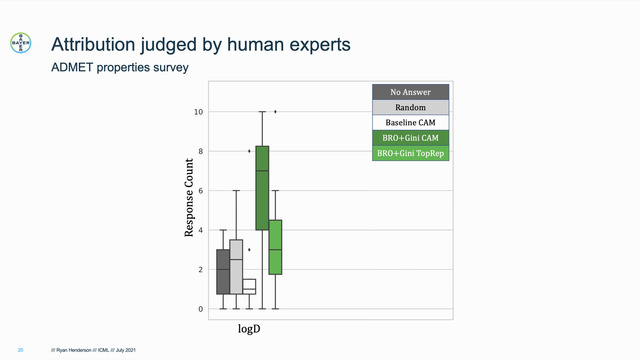 BAYER
Attribution judged by human experts
ADMET properties survey
No Answer
Random
Baseline CAM
BRO+Gini CAM
BRO+Gini TopRep
Response Count
10
8
6
4
2
0
logD
20
/// Ryan Henderson /// ICML /// July 2021